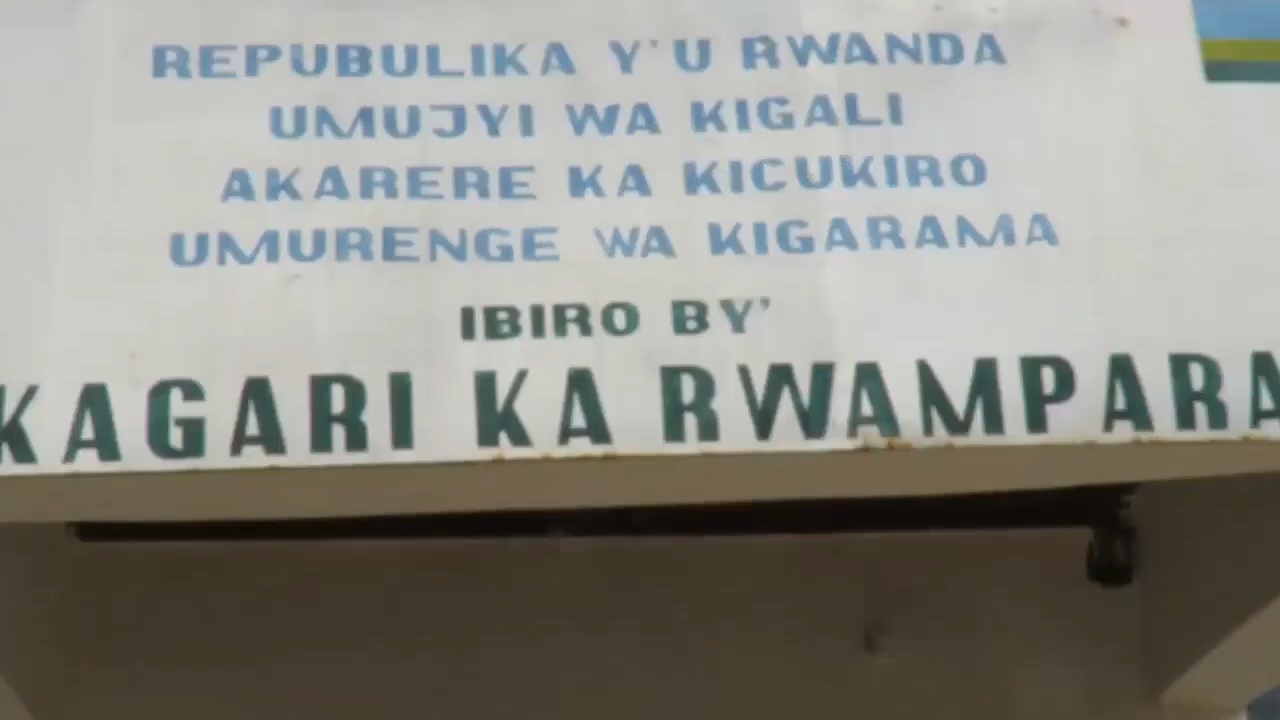 REPUBULIKA Y'U RWANDA
UMUJYI WA KIGALI
AKARERE KA KICUKIRO
UMURENGE WA KIGARAMA
IBIRO BY'
KAGARI KA RWAMPARA